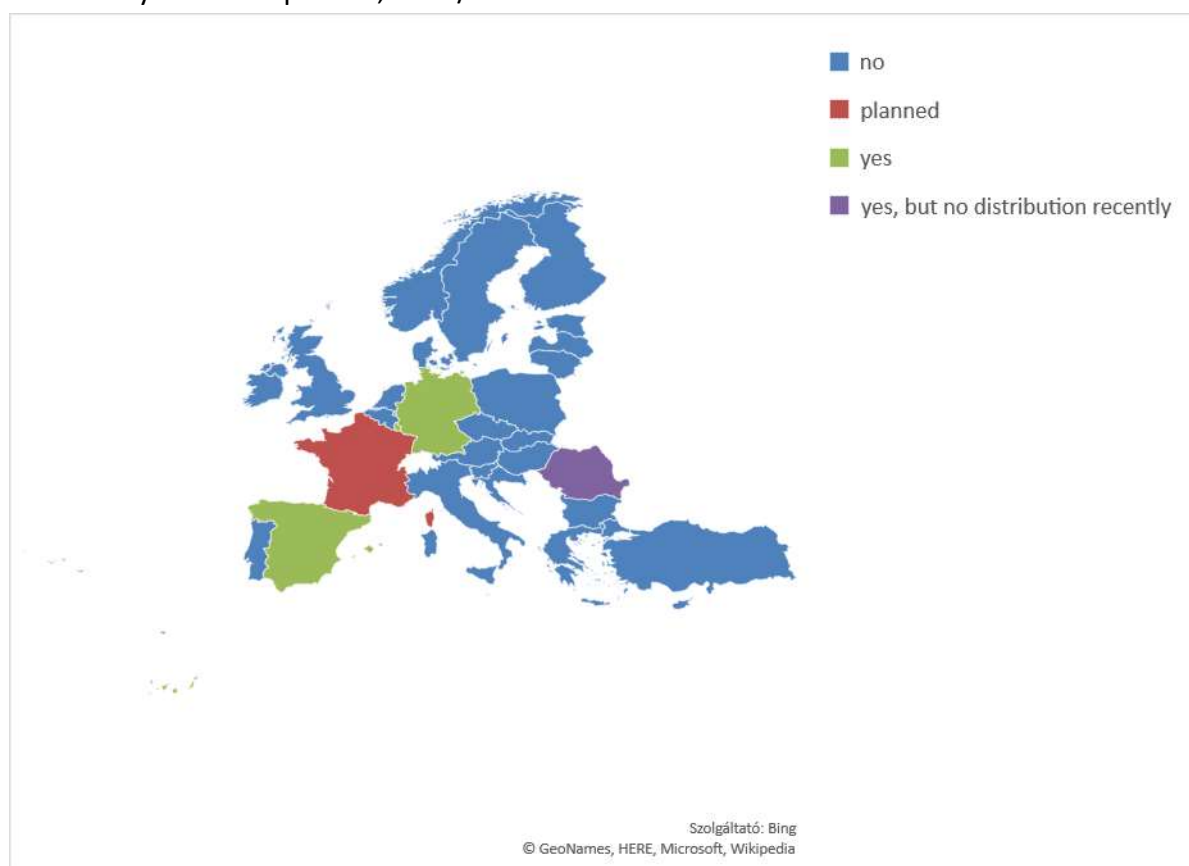 no
planned
yes
yes, but no distribution recently
Szolgáltató: Bing
© GeoNames, HERE, Microsoft, Wikipedia